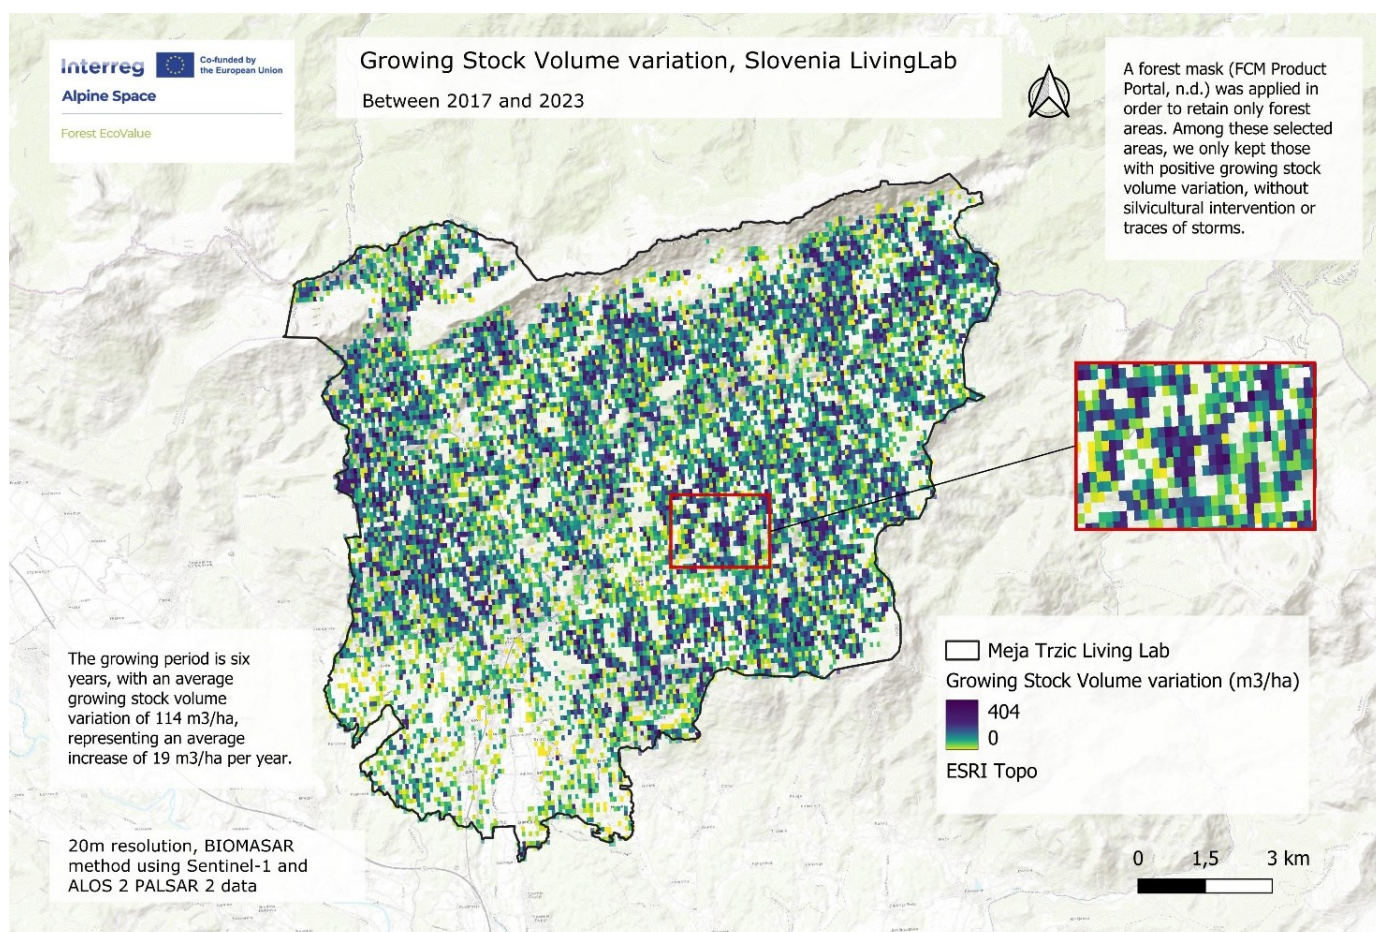 Interreg
Co-funded by
the European Union
Alpine Space
Forest EcoValue
Growing Stock Volume variation, Slovenia LivingLab
Between 2017 and 2023
A forest mask (FCM Product
Portal, n.d.) was applied in
order to retain only forest
areas. Among these selected
areas, we only kept those
with positive growing stock
volume variation, without
silvicultural intervention or
traces of storms.
The growing period is six
years, with an average
growing stock volume
variation of 114 m3/ha,
representing an average
increase of 19 m3/ha per year.
20m resolution, BIOMASAR
method using Sentinel-1 and
ALOS 2 PALSAR 2 data
Meja Trzic Living Lab
Growing Stock Volume variation (m3/ha)
404
0
ESRI Topo
0 1,5 3 km